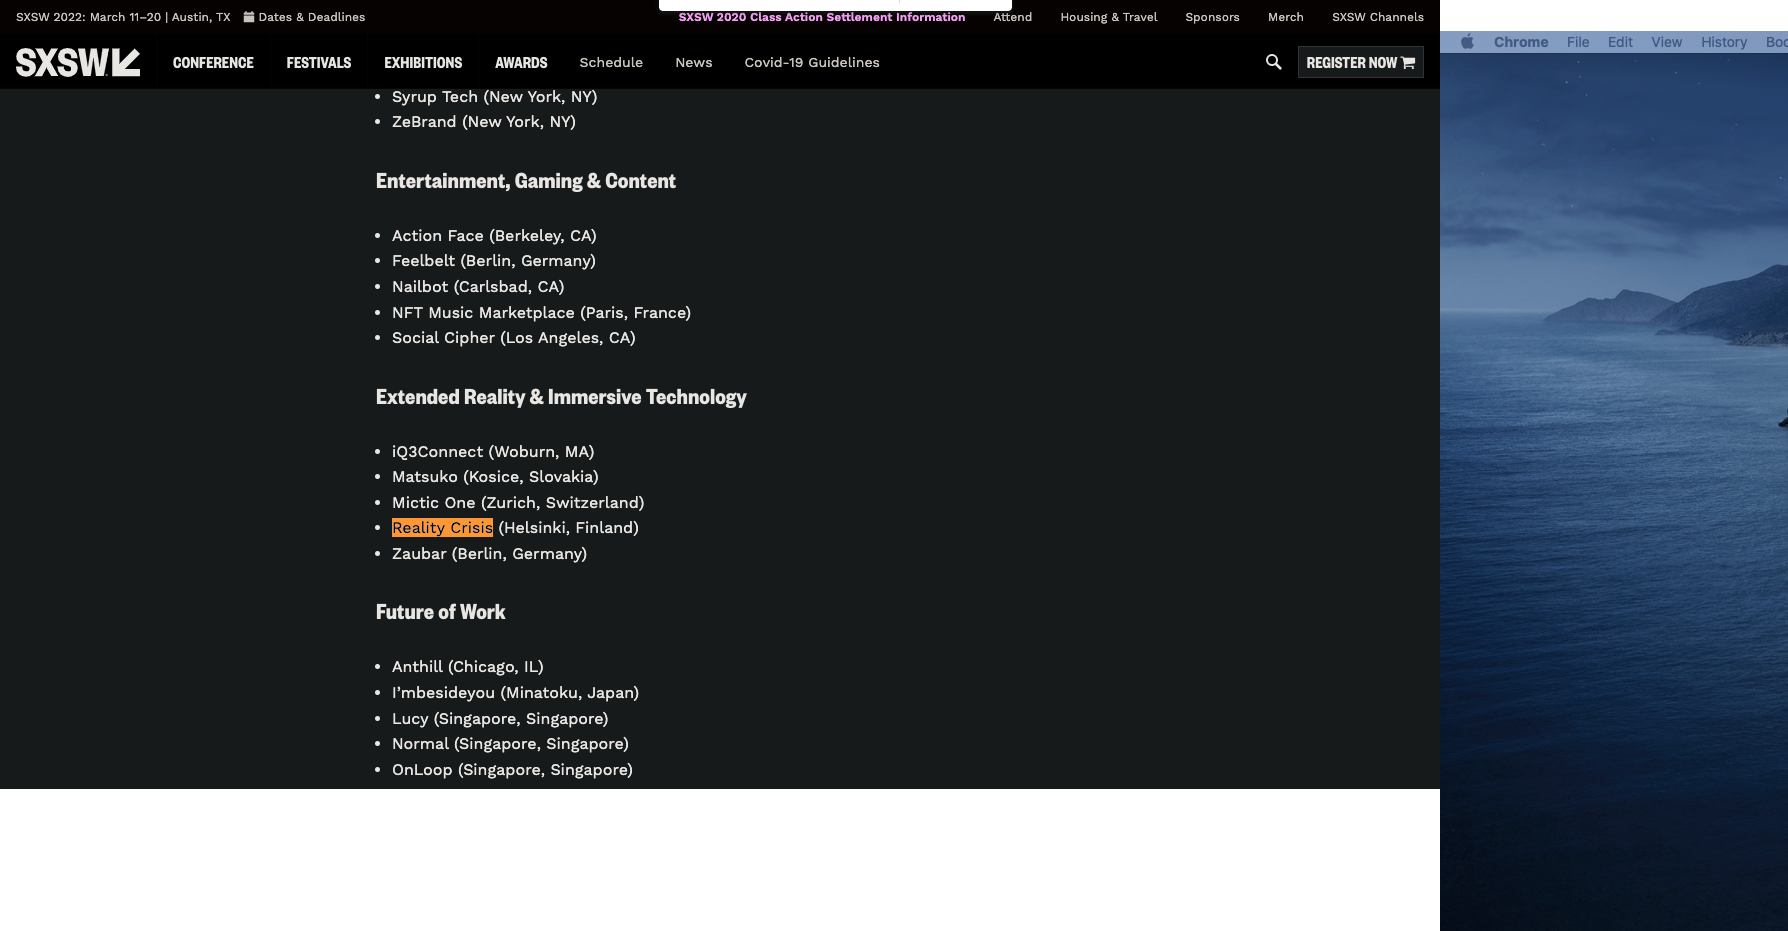 SXSW 2022: March 11–20 | Austin, TX Dates & Deadlines SXSW 2020 Class Action Settlement Information Attend Housing & Travel Sponsors Merch SXSW Channels
SXSW CONFERENCE FESTIVALS EXHIBITIONS AWARDS Schedule News Covid-19 Guidelines REGISTER NOW
Chrome File Edit View History Boo
• Syrup Tech (New York, NY)
• ZeBrand (New York, NY)
Entertainment, Gaming & Content
• Action Face (Berkeley, CA)
• Feelbelt (Berlin, Germany)
• Nailbot (Carlsbad, CA)
• NFT Music Marketplace (Paris, France)
• Social Cipher (Los Angeles, CA)
Extended Reality & Immersive Technology
• iQ3Connect (Woburn, MA)
• Matsuko (Kosice, Slovakia)
• Mictic One (Zurich, Switzerland)
• Reality Crisis (Helsinki, Finland)
• Zaubar (Berlin, Germany)
Future of Work
• Anthill (Chicago, IL)
• I’mbesideyou (Minatoku, Japan)
• Lucy (Singapore, Singapore)
• Normal (Singapore, Singapore)
• OnLoop (Singapore, Singapore)